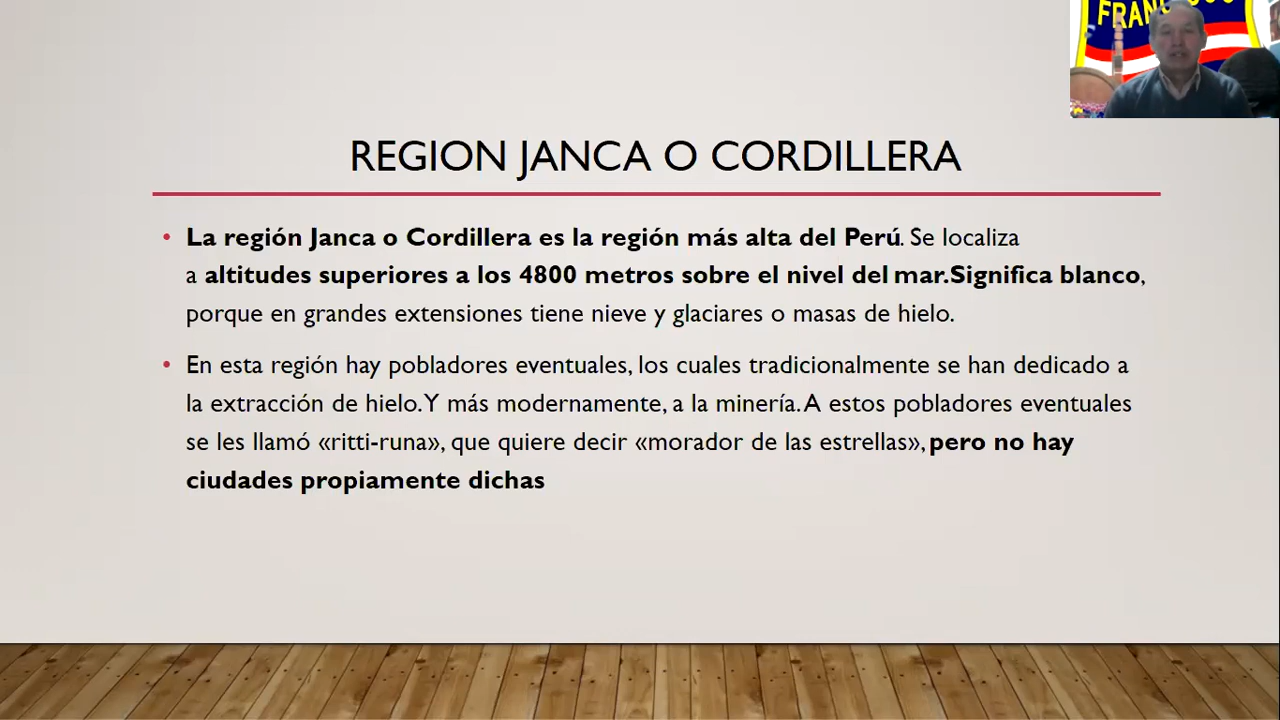 REGION JANCA O CORDILLERA
• La región Janca o Cordillera es la región más alta del Perú. Se localiza
a altitudes superiores a los 4800 metros sobre el nivel del mar.Significa blanco,
porque en grandes extensiones tiene nieve y glaciares o masas de hielo.
• En esta región hay pobladores eventuales, los cuales tradicionalmente se han dedicado a
la extracción de hielo. Y más modernamente, a la minería. A estos pobladores eventuales
se les llamó «ritti-runa», que quiere decir «morador de las estrellas», pero no hay
ciudades propiamente dichas